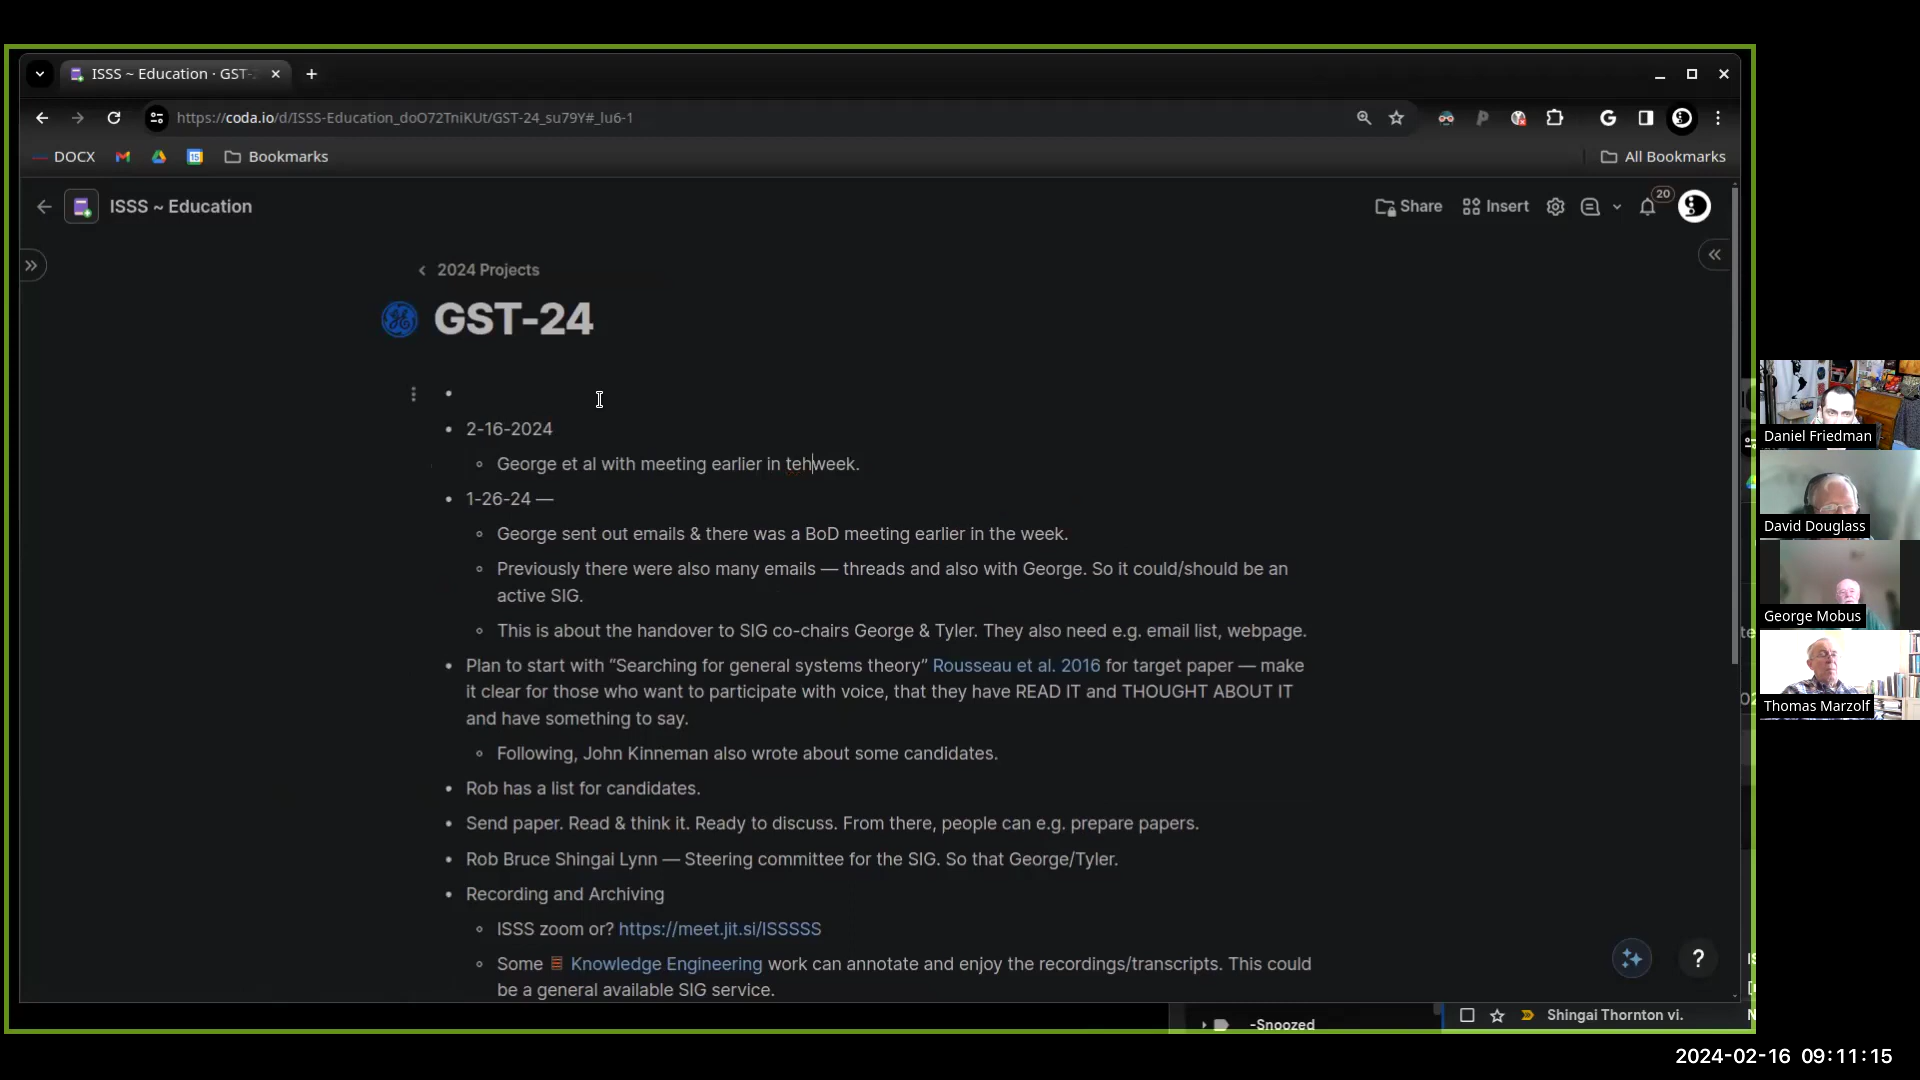 ISSS ~ Education · GST-
https://coda.io/d/ISSS-Education_doO72TniKUt/GST-24_su79Y#_lu6-1
DOCX
Bookmarks
All Bookmarks
ISSS ~ Education
Share
Insert
20
2024 Projects
GST-24
2-16-2024
George et al with meeting earlier in tehweek.
1-26-24 —
George sent out emails & there was a BoD meeting earlier in the week.
Previously there were also many emails — threads and also with George. So it could/should be an
active SIG.
This is about the handover to SIG co-chairs George & Tyler. They also need e.g. email list, webpage.
Plan to start with “Searching for general systems theory” Rousseau et al. 2016 for target paper — make
it clear for those who want to participate with voice, that they have READ IT and THOUGHT ABOUT IT
and have something to say.
Following, John Kinneman also wrote about some candidates.
Rob has a list for candidates.
Send paper. Read & think it. Ready to discuss. From there, people can e.g. prepare papers.
Rob Bruce Shingai Lynn — Steering committee for the SIG. So that George/Tyler.
Recording and Archiving
ISSS zoom or? https://meet.jit.si/ISSSSS
Some Knowledge Engineering work can annotate and enjoy the recordings/transcripts. This could
be a general available SIG service.
?
-Snoozed
Shingai Thornton vi.
Daniel Friedman
David Douglass
George Mobus
Thomas Marzolf
2024-02-16 09:11:15